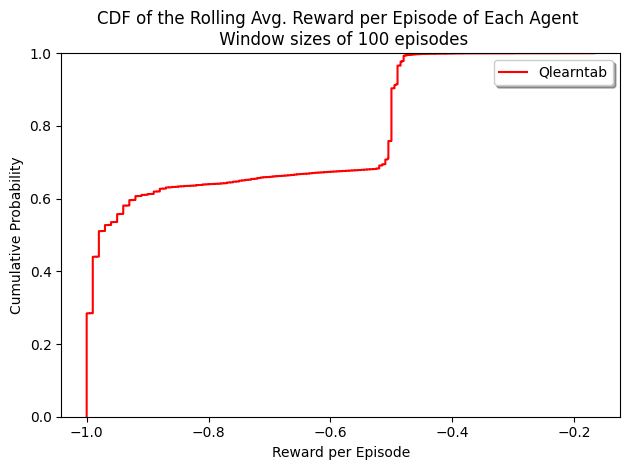 CDF of the Rolling Avg. Reward per Episode of Each Agent
Window sizes of 100 episodes
Qlearntab
Cumulative Probability
1.0
0.8
0.6
0.4
0.2
0.0
−1.0 −0.8 −0.6 −0.4 −0.2
Reward per Episode